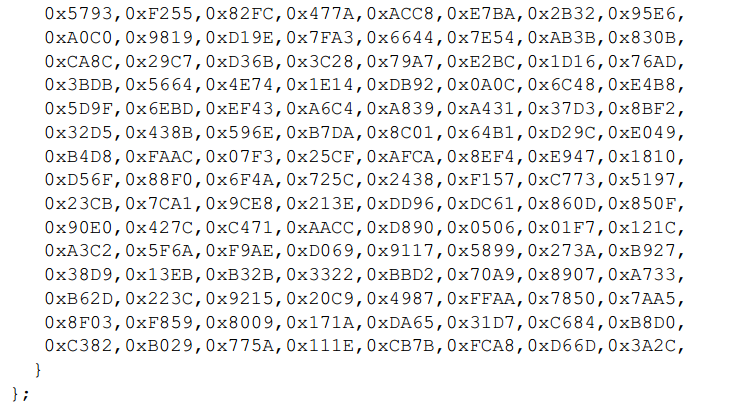 0x5793,0xF255,0x82FC,0x477A,0xACC8,0xE7BA,0x2B32,0x95E6,
0xA0C0,0x9819,0xD19E,0x7FA3,0x6644,0x7E54,0xAB3B,0x830B,
0xCA8C,0x29C7,0xD36B,0x3C28,0x79A7,0xE2BC,0x1D16,0x76AD,
0x3BDB,0x5664,0x4E74,0x1E14,0xDB92,0x0A0C,0x6C48,0xE4B8,
0x5D9F,0x6EBD,0xEF43,0xA6C4,0xA839,0xA431,0x37D3,0x8BF2,
0x32D5,0x438B,0x596E,0xB7DA,0x8C01,0x64B1,0xD29C,0xE049,
0xB4D8,0xFAAC,0x07F3,0x25CF,0xAFCA,0x8EF4,0xE947,0x1810,
0xD56F,0x88F0,0x6F4A,0x725C,0x2438,0xF157,0xC773,0x5197,
0x23CB,0x7CA1,0x9CE8,0x213E,0xDD96,0xDC61,0x860D,0x850F,
0x90E0,0x427C,0xC471,0xAACC,0xD890,0x0506,0x01F7,0x121C,
0xA3C2,0x5F6A,0xF9AE,0xD069,0x9117,0x5899,0x273A,0xB927,
0x38D9,0x13EB,0xB32B,0x3322,0xBBD2,0x70A9,0x8907,0xA733,
0xB62D,0x223C,0x9215,0x20C9,0x4987,0xFFAA,0x7850,0x7AA5,
0x8F03,0xF859,0x8009,0x171A,0xDA65,0x31D7,0xC684,0xB8D0,
0xC382,0xB029,0x775A,0x111E,0xCB7B,0xFCA8,0xD66D,0x3A2C,
}
};